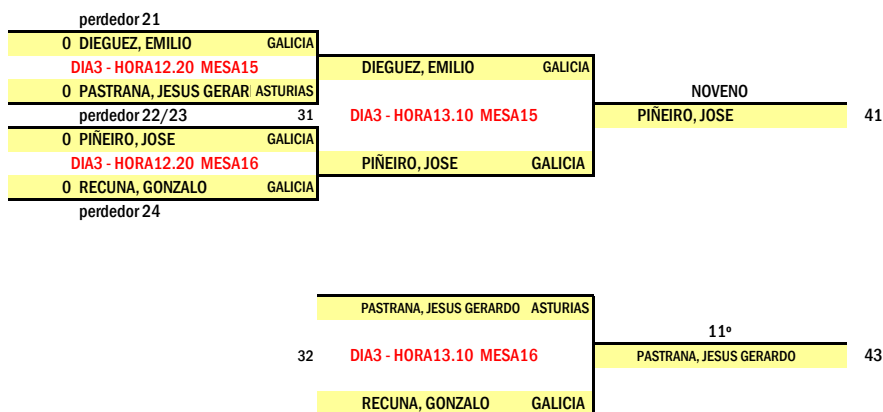 perdedor 21
0 DIEGUEZ, EMILIO GALICIA
DIA3 - HORA12.20 MESA15
0 PASTRANA, JESUS GERAR ASTURIAS
perdedor 22/23
0 PIÑEIRO, JOSE GALICIA
DIA3 - HORA12.20 MESA16
0 RECUNA, GONZALO GALICIA
perdedor 24
DIEGUEZ, EMILIO GALICIA
31 DIA3 - HORA13.10 MESA15
PIÑEIRO, JOSE GALICIA
NOVENO
PIÑEIRO, JOSE 41
PASTRANA, JESUS GERARDO ASTURIAS
32 DIA3 - HORA13.10 MESA16
RECUNA, GONZALO GALICIA
11º
PASTRANA, JESUS GERARDO 43